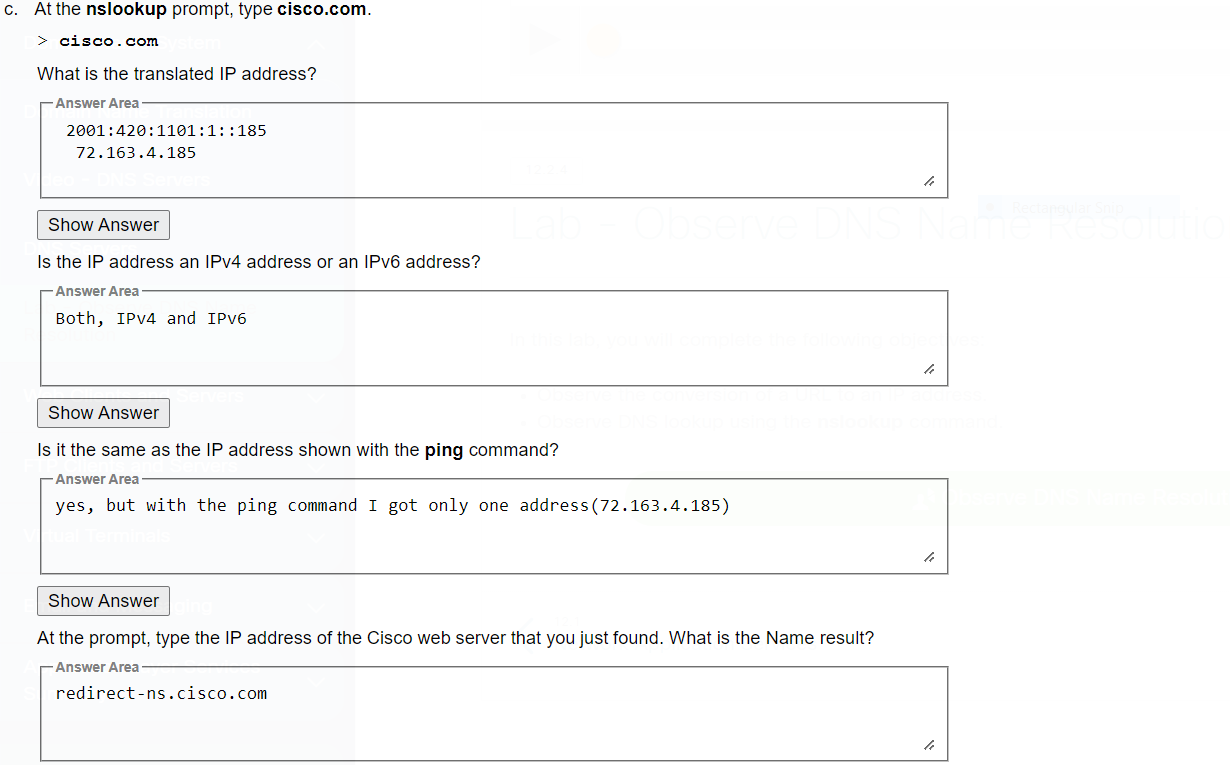 c. At the nslookup prompt, type cisco.com.
> cisco.com
What is the translated IP address?
Answer Area
2001:420:1101:1::185
72.163.4.185
Show Answer
Is the IP address an IPv4 address or an IPv6 address?
Answer Area
Both, IPv4 and IPv6
Show Answer
Is it the same as the IP address shown with the ping command?
Answer Area
yes, but with the ping command I got only one address(72.163.4.185)
Show Answer
At the prompt, type the IP address of the Cisco web server that you just found. What is the Name result?
Answer Area
redirect-ns.cisco.com
Rectangular Snip
Lab - Observe DNS Name Resolutio